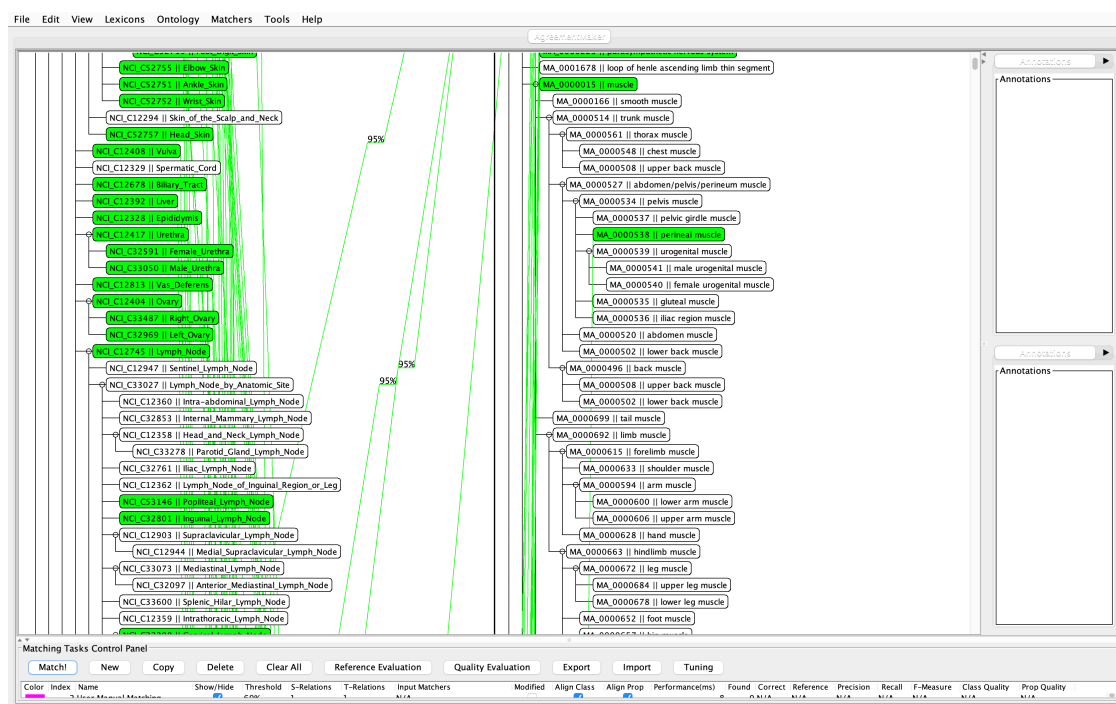 File Edit View Lexicons Ontology Matchers Tools Help
AgreementMaker
NCI_C52755 || Elbow_Skin
NCI_C52751 || Ankle_Skin
NCI_C52752 || Wrist_Skin
NCI_C12294 || Skin_of_the_Scalp_and_Neck
NCI_C52757 || Head_Skin
NCI_C12408 || Vulva
NCI_C12329 || Spermatic_Cord
NCI_C12678 || Biliary_Tract
NCI_C12392 || Liver
NCI_C12328 || Epididymis
NCI_C12417 || Urethra
NCI_C32591 || Female_Urethra
NCI_C33050 || Male_Urethra
NCI_C12813 || Vas_Deferens
NCI_C12404 || Ovary
NCI_C33487 || Right_Ovary
NCI_C32969 || Left_Ovary
NCI_C12745 || Lymph_Node
NCI_C12947 || Sentinel_Lymph_Node
NCI_C33027 || Lymph_Node_by_Anatomic_Site
NCI_C12360 || Intra-abdominal_Lymph_Node
NCI_C32853 || Internal_Mammary_Lymph_Node
NCI_C12358 || Head_and_Neck_Lymph_Node
NCI_C33278 || Parotid_Gland_Lymph_Node
NCI_C32761 || Iliac_Lymph_Node
NCI_C12362 || Lymph_Node_of_Inguinal_Region_or_Leg
NCI_C53146 || Popliteal_Lymph_Node
NCI_C32801 || Inguinal_Lymph_Node
NCI_C12903 || Supraclavicular_Lymph_Node
NCI_C12944 || Medial_Supraclavicular_Lymph_Node
NCI_C33073 || Mediastinal_Lymph_Node
NCI_C32097 || Anterior_Mediastinal_Lymph_Node
NCI_C33600 || Splenic_Hilar_Lymph_Node
NCI_C12359 || Intrathoracic_Lymph_Node
95%
95%
95%
MA_0001678 || loop of henle ascending limb thin segment
MA_0000015 || muscle
MA_0000166 || smooth muscle
MA_0000514 || trunk muscle
MA_0000561 || thorax muscle
MA_0000548 || chest muscle
MA_0000508 || upper back muscle
MA_0000527 || abdomen/pelvis/perineum muscle
MA_0000534 || pelvis muscle
MA_0000537 || pelvic girdle muscle
MA_0000538 || perineal muscle
MA_0000539 || urogenital muscle
MA_0000541 || male urogenital muscle
MA_0000540 || female urogenital muscle
MA_0000535 || gluteal muscle
MA_0000536 || iliac region muscle
MA_0000520 || abdomen muscle
MA_0000502 || lower back muscle
MA_0000496 || back muscle
MA_0000508 || upper back muscle
MA_0000502 || lower back muscle
MA_0000699 || tail muscle
MA_0000692 || limb muscle
MA_0000615 || forelimb muscle
MA_0000633 || shoulder muscle
MA_0000594 || arm muscle
MA_0000600 || lower arm muscle
MA_0000606 || upper arm muscle
MA_0000628 || hand muscle
MA_0000663 || hindlimb muscle
MA_0000672 || leg muscle
MA_0000684 || upper leg muscle
MA_0000678 || lower leg muscle
MA_0000652 || foot muscle
Annotations
Annotations
Annotations
Annotations
Matching Tasks Control Panel
Match! New Copy Delete Clear All Reference Evaluation Quality Evaluation Export Import Tuning
Color Index Name Show/Hide Threshold S-Relations T-Relations Input Matchers Modified Align Class Align Prop Performance(ms) Found Correct Reference Precision Recall F-Measure Class Quality Prop Quality